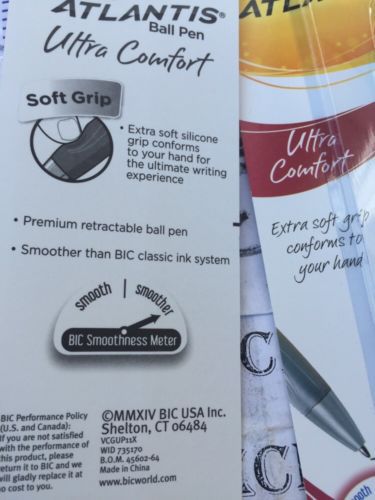 ATLANTIS®
Ball Pen
Ultra Comfort
Soft Grip
• Extra soft silicone
grip conforms
to your hand for
the ultimate writing
experience
• Premium retractable ball pen
• Smoother than BIC classic ink system
smooth | smoother
BIC Smoothness Meter
BIC Performance Policy
(U.S. and Canada):
If you are not satisfied
with the performance of
this product, please
return it to BIC and we
will gladly replace it at
no cost to you.
©MMXIV BIC USA Inc.
Shelton, CT 06484
VCGUP11X
WID 735170
B.O.M. 45602-64
Made in China
www.bicworld.com
ATL
Ultra
Comfort
Extra soft grip
conforms to
your hand
IC
C